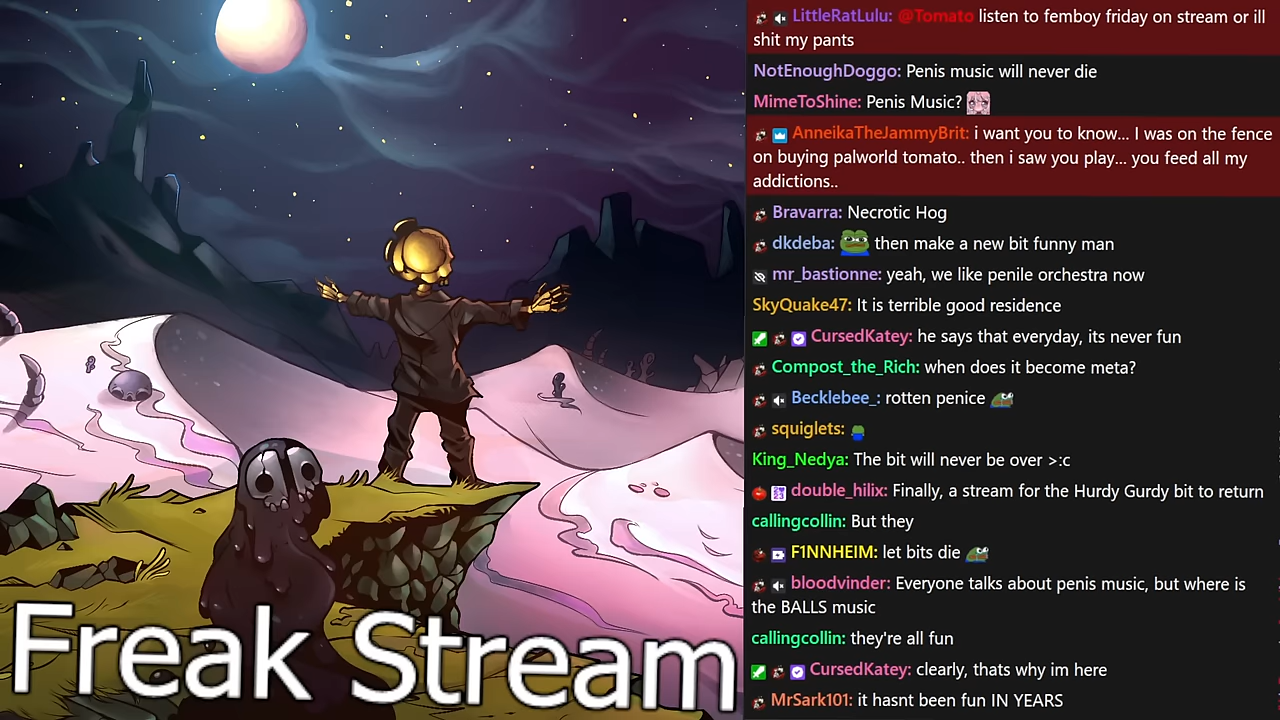 LittleRatLulu: @Tomato listen to femboy friday on stream or ill
shit my pants
NotEnoughDoggo: Penis music will never die
MimeToShine: Penis Music?
AnneikaTheJammyBrit: i want you to know... I was on the fence
on buying palworld tomato.. then i saw you play... you feed all my
addictions..
Bravarra: Necrotic Hog
dkdeba: then make a new bit funny man
mr_bastionne: yeah, we like penile orchestra now
SkyQuake47: It is terrible good residence
CursedKatey: he says that everyday, its never fun
Compost_the_Rich: when does it become meta?
Becklebee_: rotten penice
squiglets:
King_Nedya: The bit will never be over >:c
double_hilix: Finally, a stream for the Hurdy Gurdy bit to return
callingcollin: But they
F1NNHEIM: let bits die
bloodvinder: Everyone talks about penis music, but where is
the BALLS music
callingcollin: they're all fun
CursedKatey: clearly, thats why im here
MrSark101: it hasnt been fun IN YEARS
Freak Stream